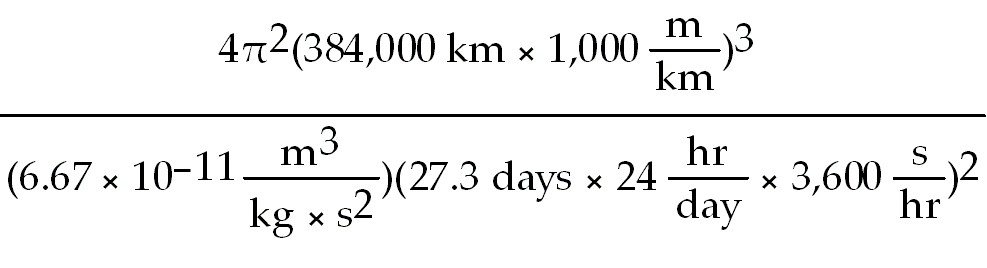 4π²(384,000 km × 1,000 m/km)³
(6.67 × 10⁻¹¹ m³/kg × s²)(27.3 days × 24 hr/day × 3,600 s/hr)²